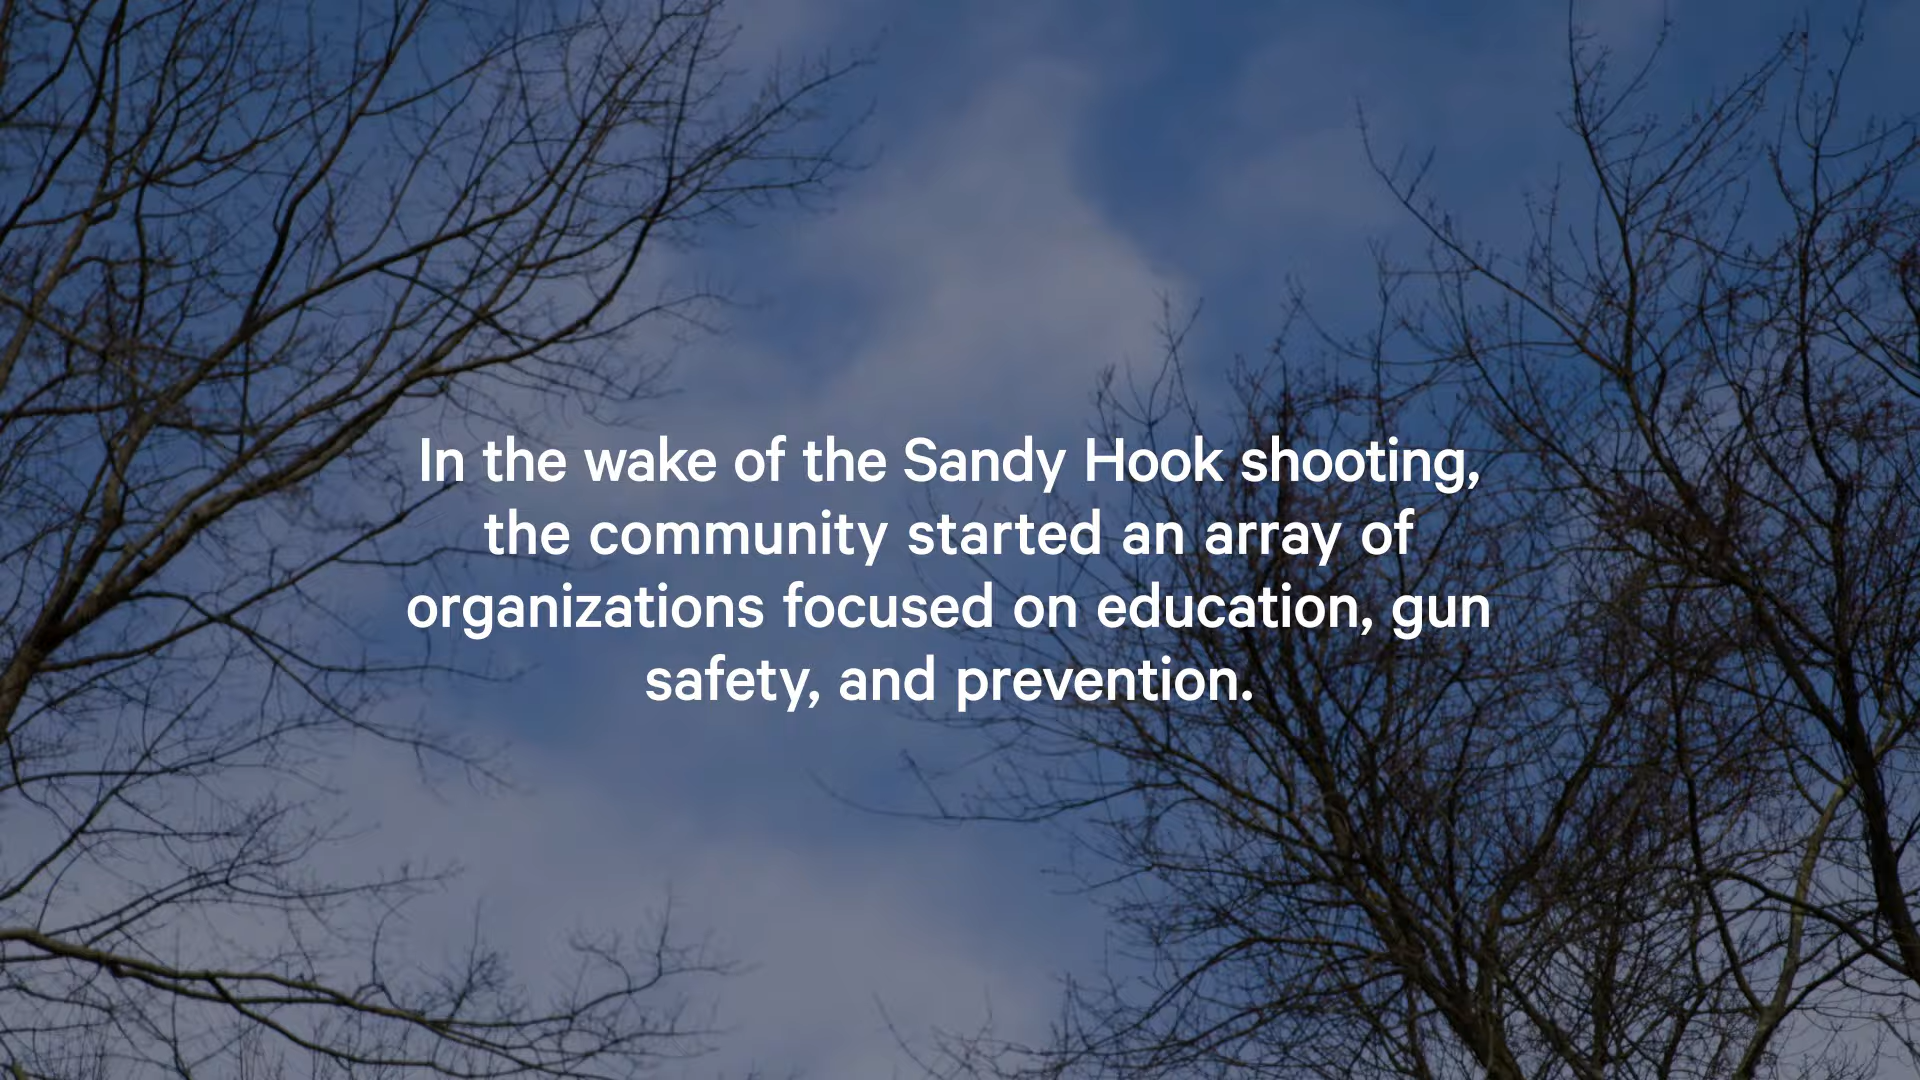 In the wake of the Sandy Hook shooting,
the community started an array of
organizations focused on education, gun
safety, and prevention.